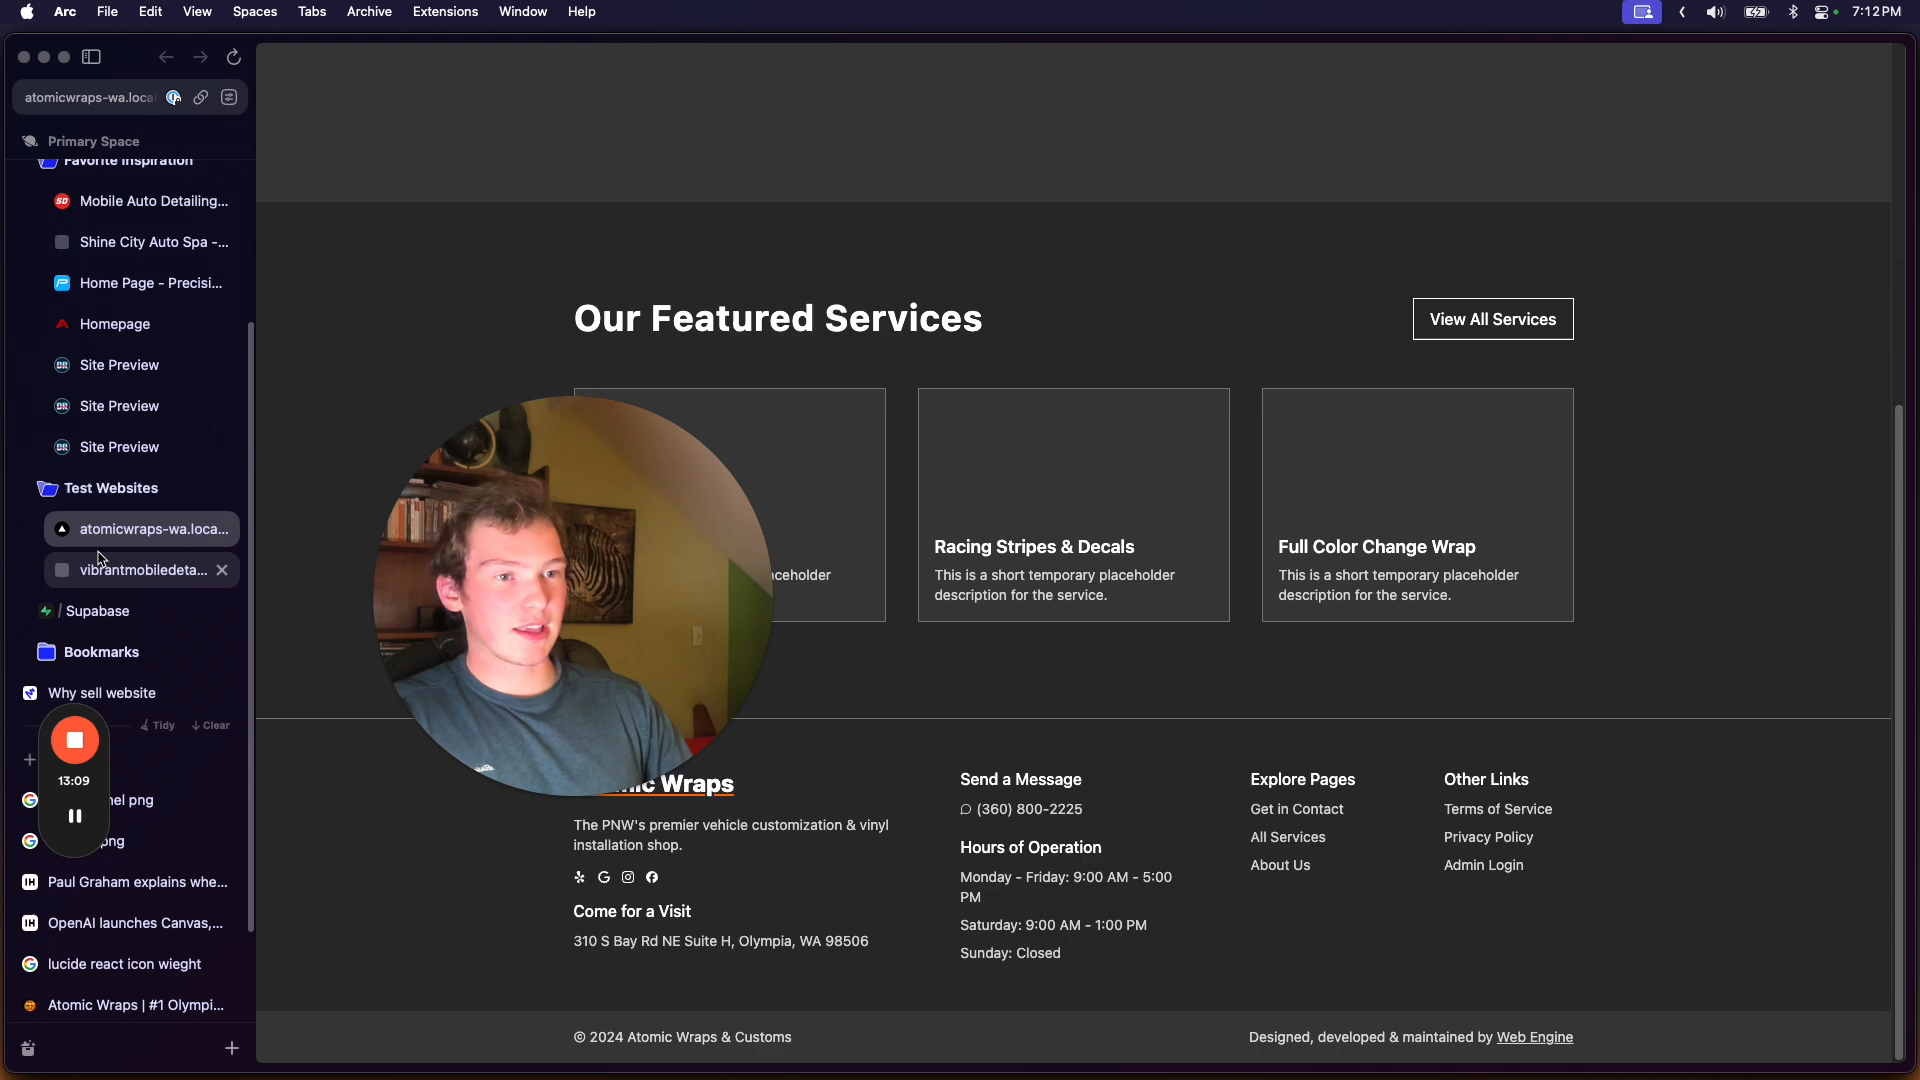 Arc File Edit View Spaces Tabs Archive Extensions Window Help
7:12 PM
atomicwraps-wa.local
Primary Space
Favorite Inspiration
Mobile Auto Detailing...
Shine City Auto Spa -...
Home Page - Precisi...
Homepage
Site Preview
Site Preview
Site Preview
Test Websites
atomicwraps-wa.loca...
vibrantmobiledeta...
/ Supabase
Bookmarks
Why sell website
Tidy
Clear
13:09
nel png
png
Paul Graham explains whe...
OpenAI launches Canvas,...
lucide react icon wieght
Atomic Wraps | #1 Olympi...
Our Featured Services
View All Services
aceholder
Racing Stripes & Decals
This is a short temporary placeholder
description for the service.
Full Color Change Wrap
This is a short temporary placeholder
description for the service.
Wraps
The PNW's premier vehicle customization & vinyl
installation shop.
Come for a Visit
310 S Bay Rd NE Suite H, Olympia, WA 98506
Send a Message
(360) 800-2225
Hours of Operation
Monday - Friday: 9:00 AM - 5:00
PM
Saturday: 9:00 AM - 1:00 PM
Sunday: Closed
Explore Pages
Get in Contact
All Services
About Us
Other Links
Terms of Service
Privacy Policy
Admin Login
© 2024 Atomic Wraps & Customs
Designed, developed & maintained by Web Engine